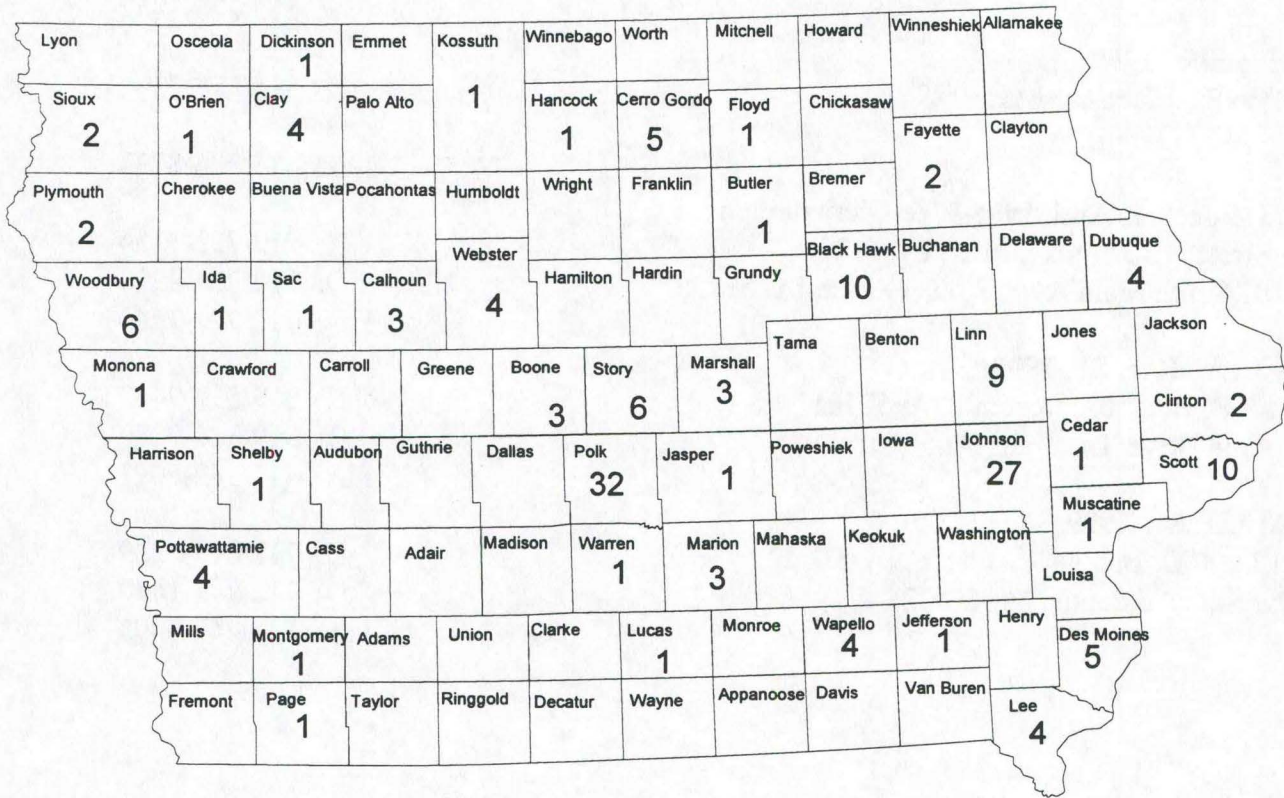 Lyon Osceola Dickinson Emmet Kossuth Winnebago Worth Mitchell Howard Winneshiek Allamakee
1
Sioux O'Brien Clay Palo Alto 1 Hancock Cerro Gordo Floyd Chickasaw
2 1 4 1 5 1
Fayette Clayton
2
Plymouth Cherokee Buena Vista Pocahontas Humboldt Wright Franklin Butler Bremer
2 1
Webster Black Hawk Buchanan Delaware Dubuque
Woodbury Ida Sac Calhoun Hamilton Hardin Grundy
6 1 1 3 4 10 4
Monona Crawford Carroll Greene Boone Story Marshall Tama Benton Linn Jones Jackson
1 3 6 3 9
Clinton 2
Harrison Shelby Audubon Guthrie Dallas Polk Jasper Poweshiek Iowa Johnson Cedar Scott
1 32 1 27 1 10
Muscatine
1
Pottawattamie Cass Adair Madison Warren Marion Mahaska Keokuk Washington Louisa
4 1 3
Mills Montgomery Adams Union Clarke Lucas Monroe Wapello Jefferson Henry Des Moines
1 1 4 1 5
Fremont Page Taylor Ringgold Decatur Wayne Appanoose Davis Van Buren Lee
1 4